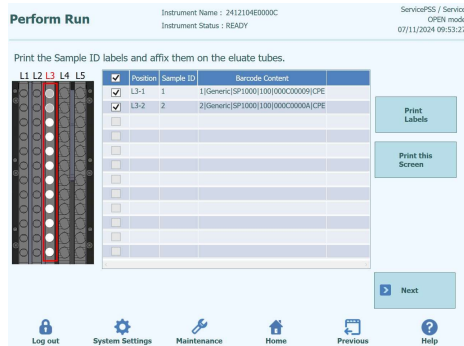 Perform Run
Instrument Name : 2412104E0000C
Instrument Status : READY
ServicePSS / Service
OPEN mode
07/11/2024 09:53:27
Print the Sample ID labels and affix them on the eluate tubes.
L1 L2 L3 L4 L5
Position Sample ID Barcode Content
L3-1 1 1|Generic|SP1000|100|000C00009|CPE
L3-2 2 2|Generic|SP1000|100|000C0000A|CPE
Print
Labels
Print this
Screen
Next
Log out System Settings Maintenance Home Previous Help